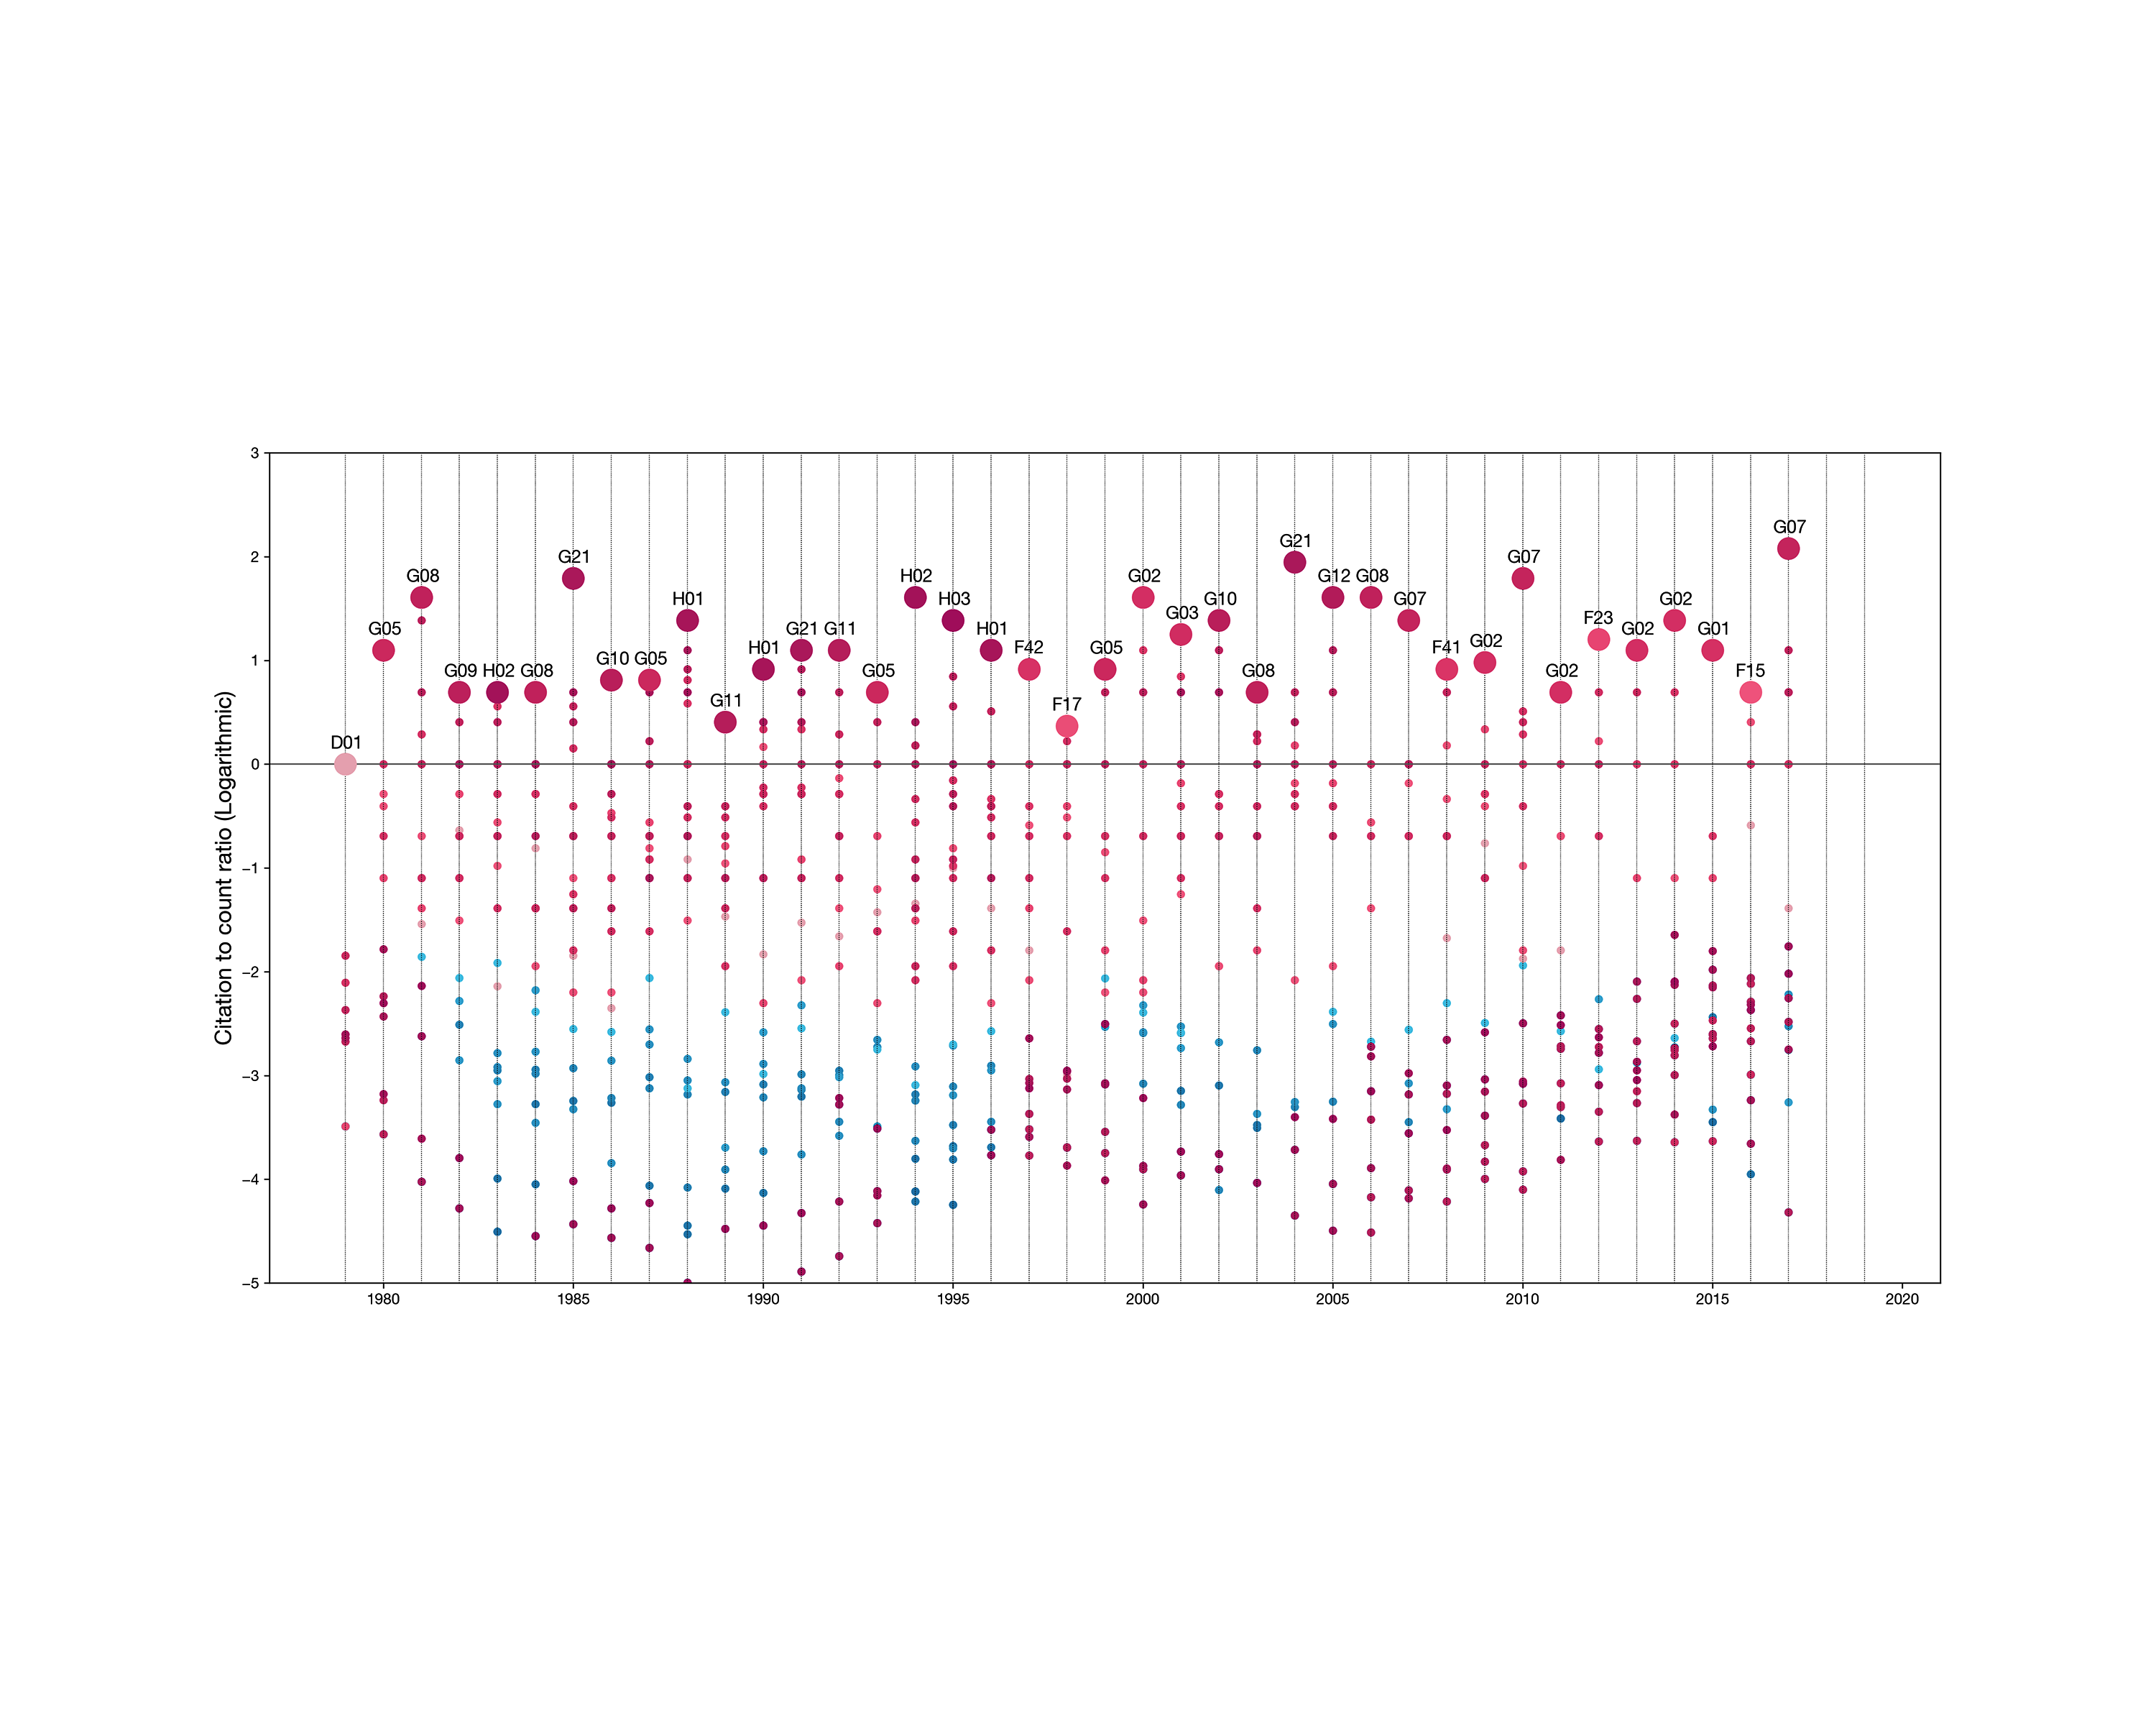 Citation to count ratio (Logarithmic)
3
2
1
0
−1
−2
−3
−4
−5
D01
G05
G08
G09
H02
G08
G21
G10
G05
H01
G11
H01
G21
G11
G05
H02
H03
H01
F42
F17
G05
G02
G03
G10
G08
G21
G12
G08
G07
F41
G02
G07
G02
F23
G02
G02
G01
F15
G07
1980
1985
1990
1995
2000
2005
2010
2015
2020